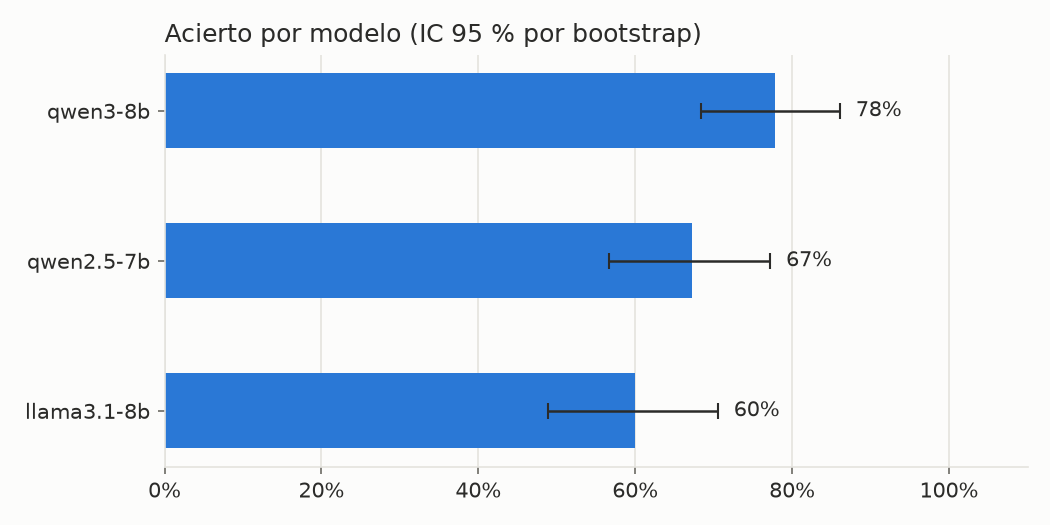 Acierto por modelo (IC 95 % por bootstrap)
qwen3-8b
78%
qwen2.5-7b
67%
llama3.1-8b
60%
0% 20% 40% 60% 80% 100%